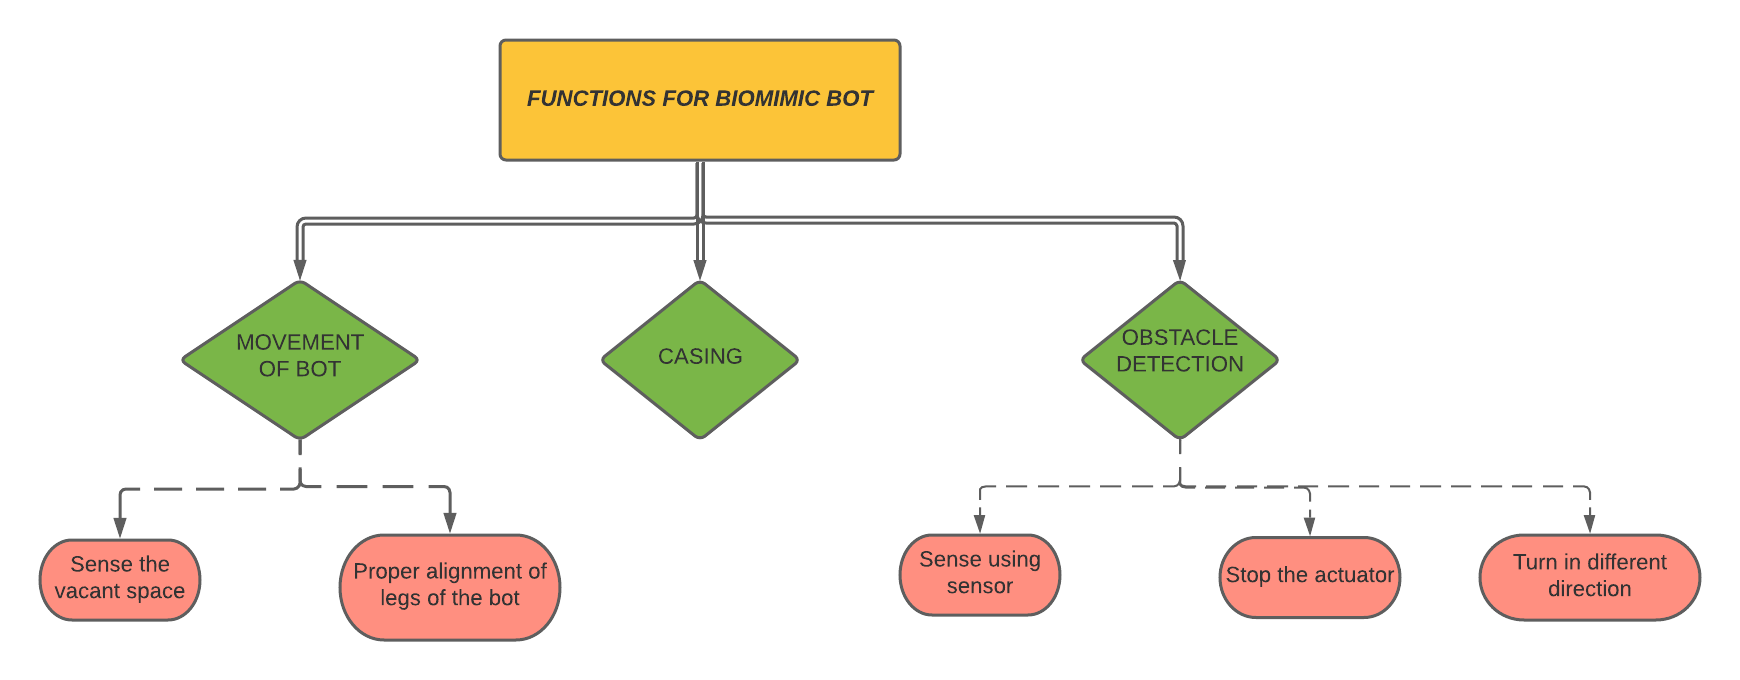 FUNCTIONS FOR BIOMIMIC BOT
MOVEMENT
OF BOT
CASING
OBSTACLE
DETECTION
Sense the
vacant space
Proper alignment of
legs of the bot
Sense using
sensor
Stop the actuator
Turn in different
direction